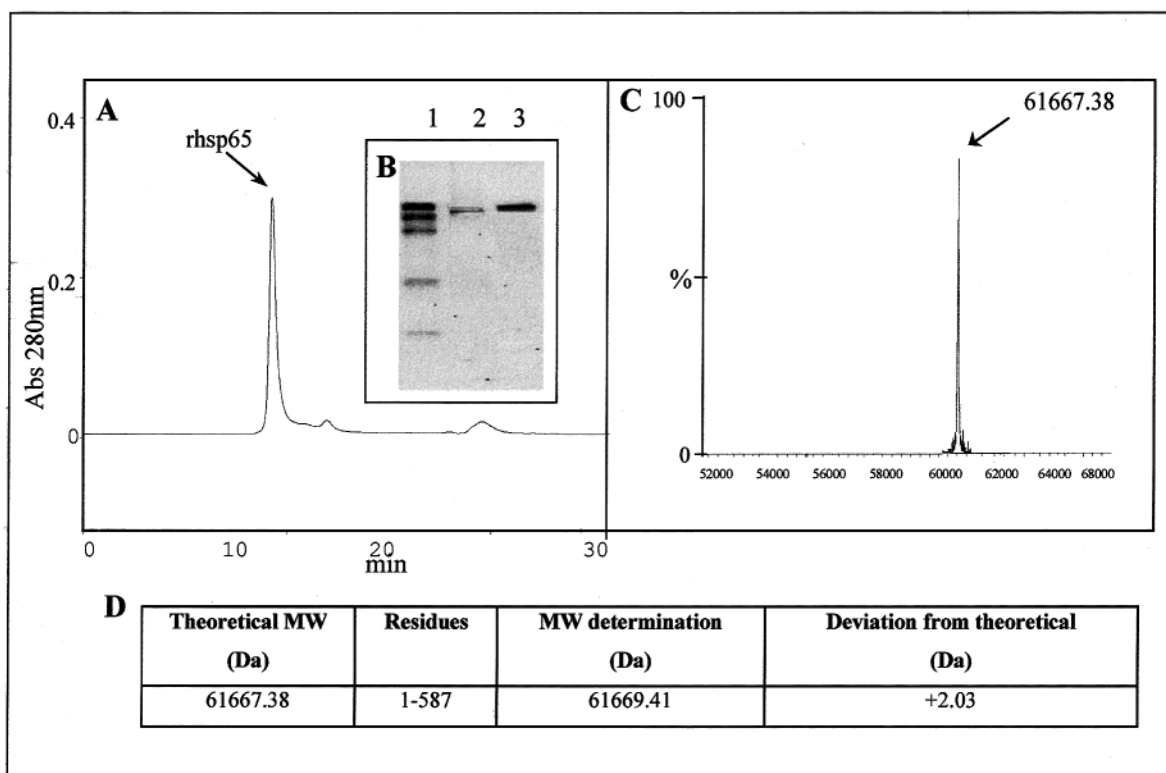 A
0.4
0.2
0
Abs 280nm
rhsp65
B
1 2 3
0 10 20 30
min
C
100
%
0
61667.38
52000 54000 56000 58000 60000 62000 64000 68000
D
Theoretical MW (Da) Residues MW determination (Da) Deviation from theoretical (Da)
61667.38 1-587 61669.41 +2.03